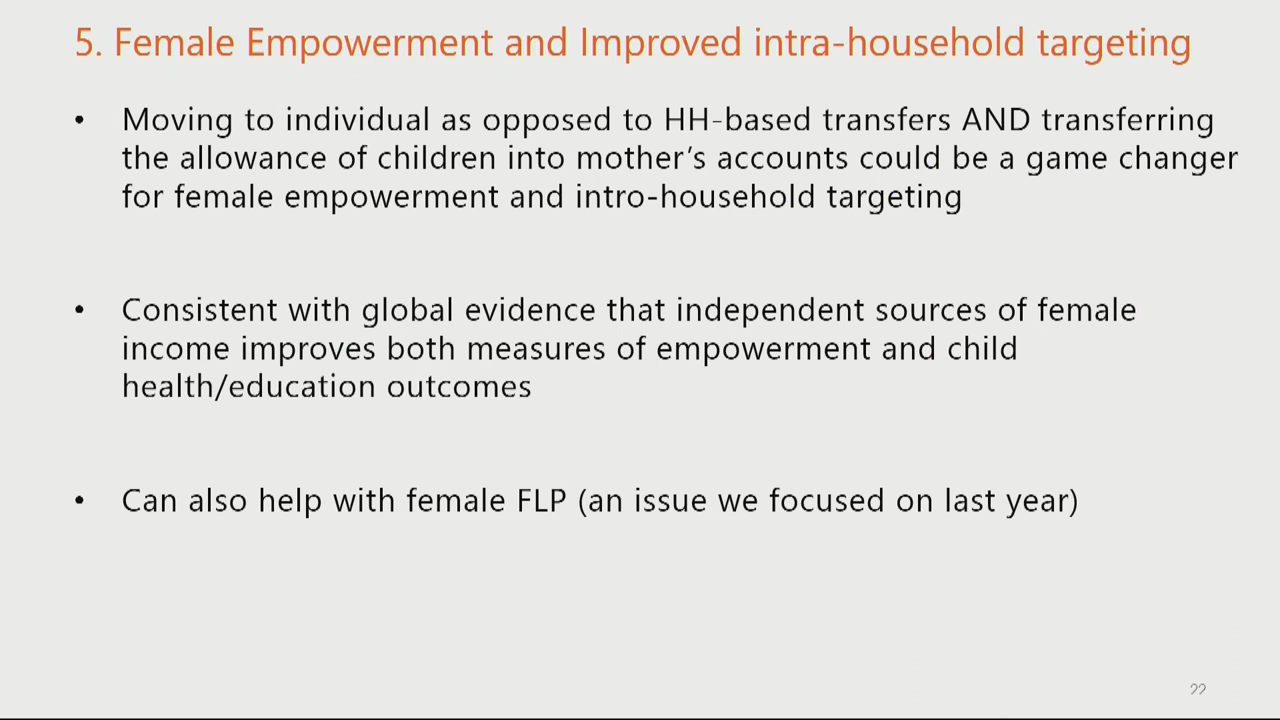 5. Female Empowerment and Improved intra-household targeting
• Moving to individual as opposed to HH-based transfers AND transferring
the allowance of children into mother’s accounts could be a game changer
for female empowerment and intro-household targeting
• Consistent with global evidence that independent sources of female
income improves both measures of empowerment and child
health/education outcomes
• Can also help with female FLP (an issue we focused on last year)
22